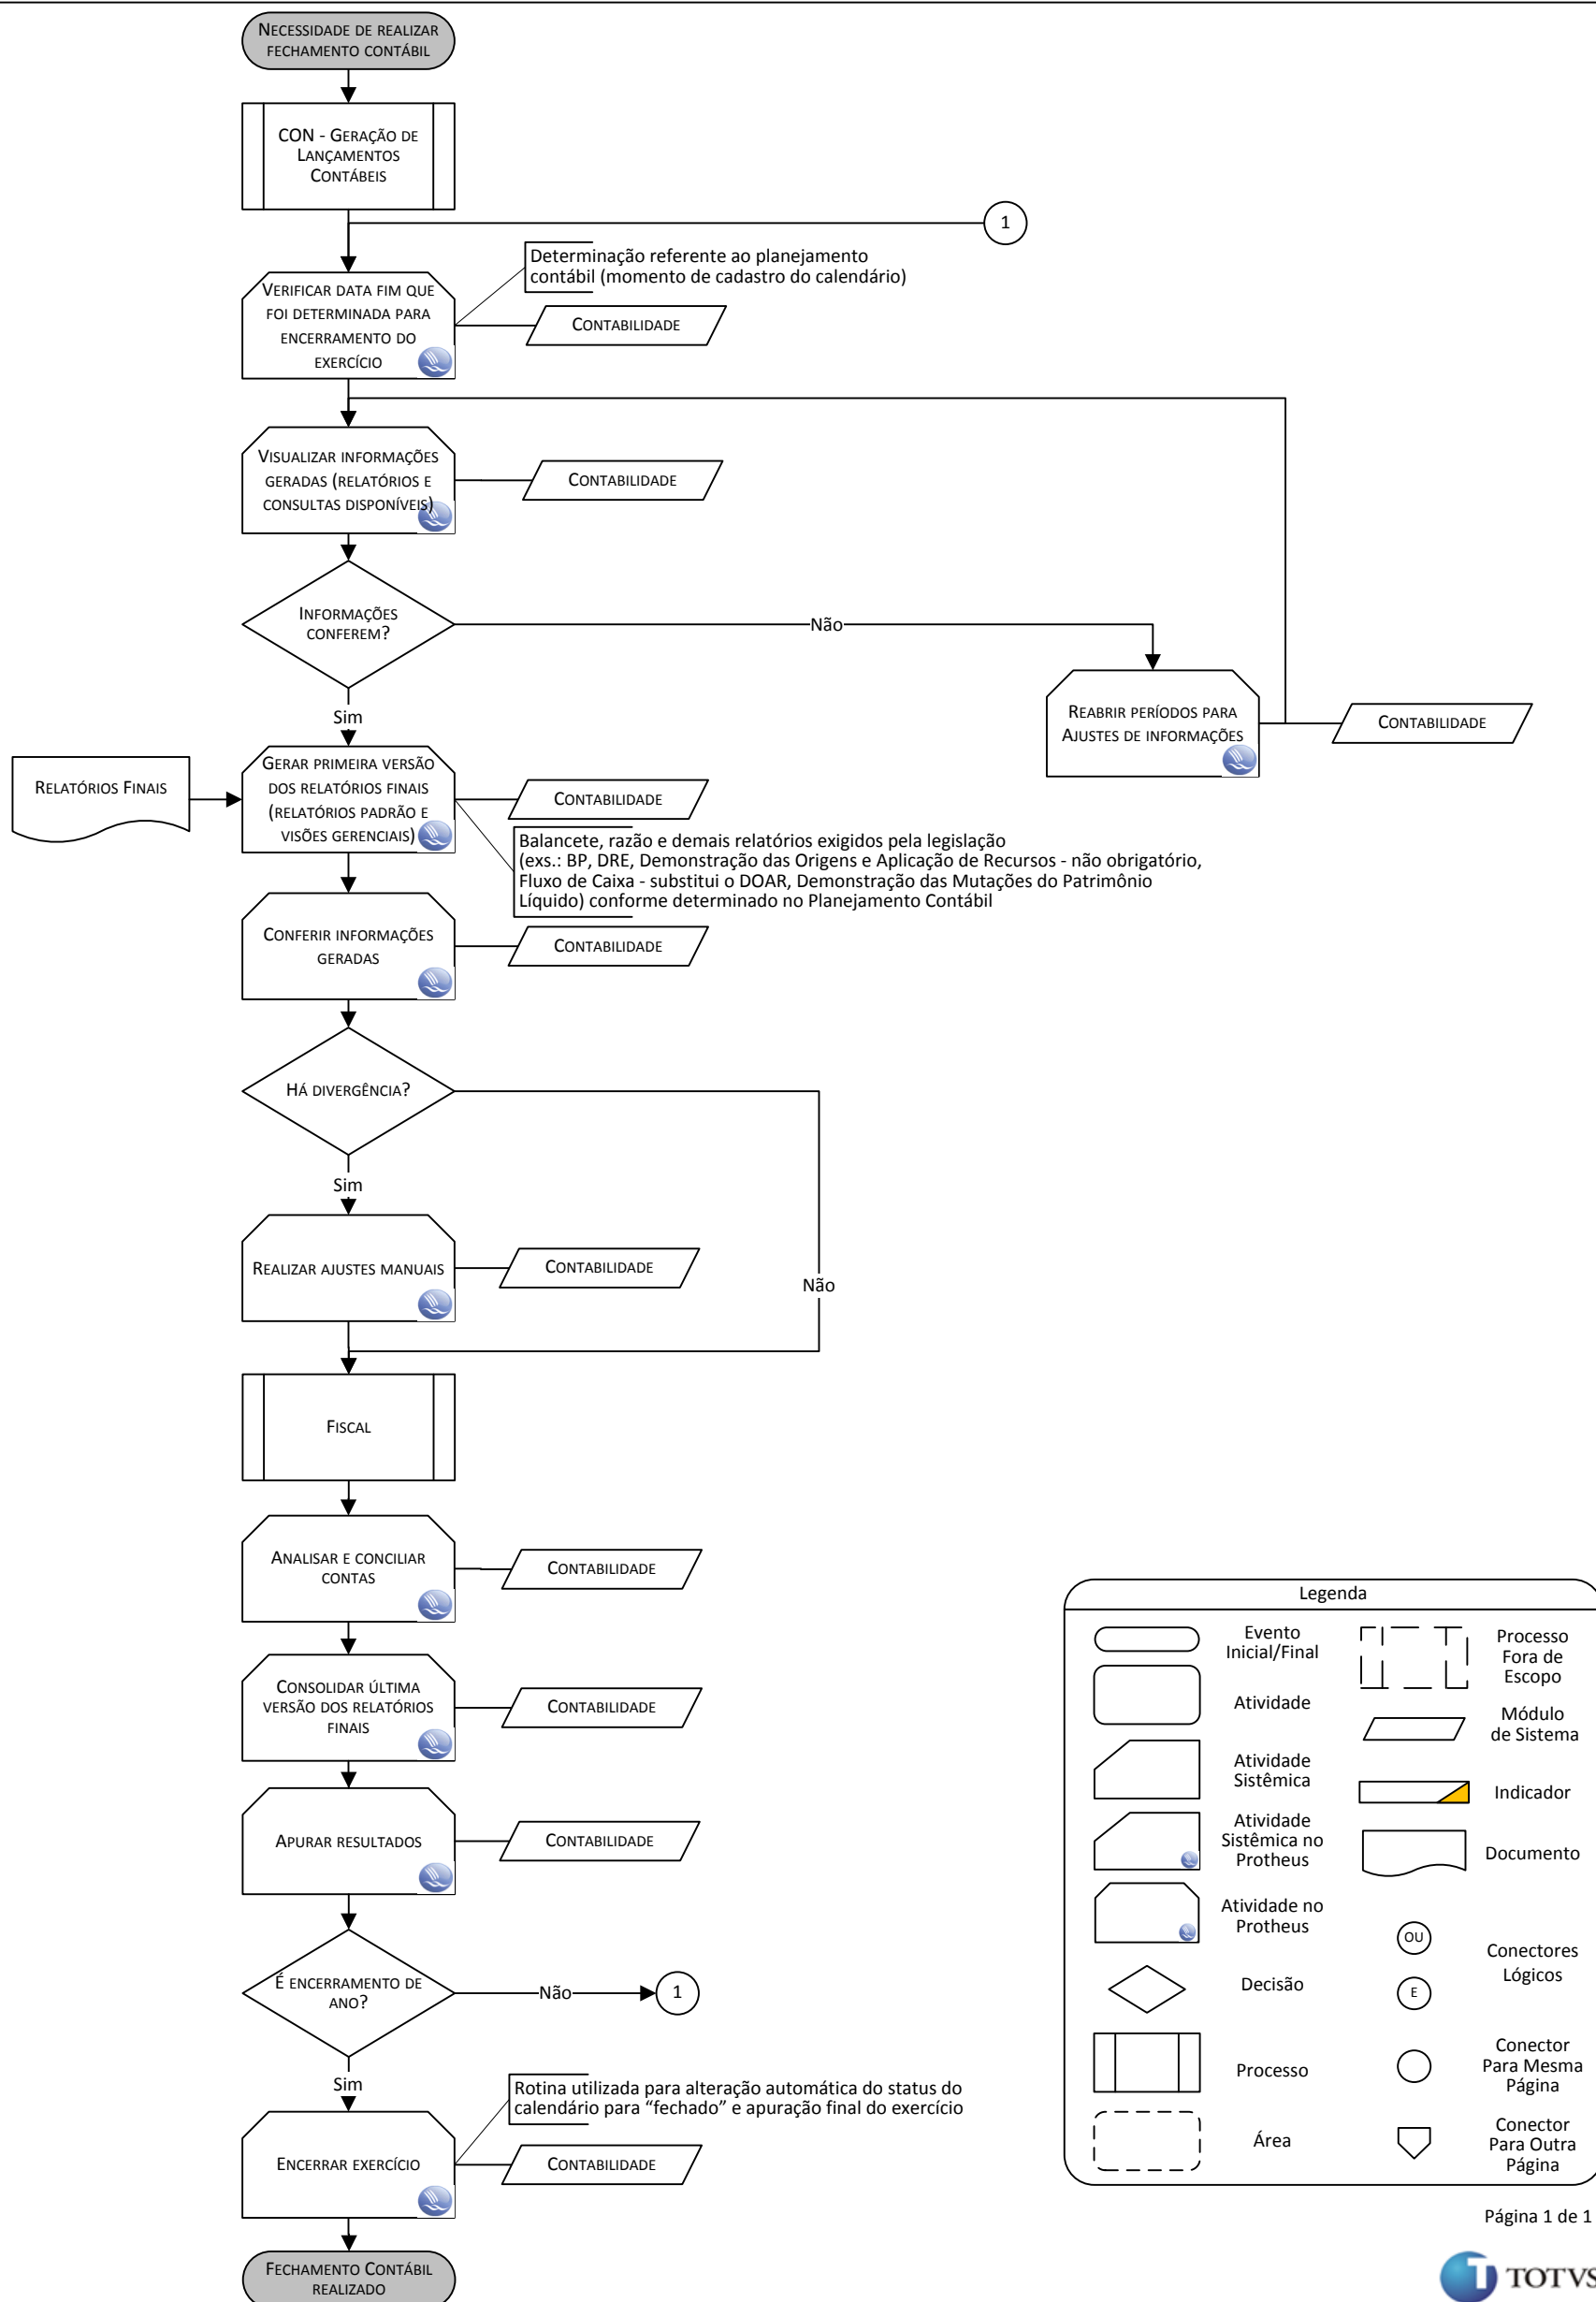 NECESSIDADE DE REALIZAR
FECHAMENTO CONTÁBIL
CON - GERAÇÃO DE
LANÇAMENTOS
CONTÁBEIS
1
Determinação referente ao planejamento
contábil (momento de cadastro do calendário)
VERIFICAR DATA FIM QUE
FOI DETERMINADA PARA
ENCERRAMENTO DO
EXERCÍCIO
CONTABILIDADE
VISUALIZAR INFORMAÇÕES
GERADAS (RELATÓRIOS E
CONSULTAS DISPONÍVEIS)
CONTABILIDADE
INFORMAÇÕES
CONFEREM?
Não
Sim
REABRIR PERÍODOS PARA
AJUSTES DE INFORMAÇÕES
CONTABILIDADE
RELATÓRIOS FINAIS
GERAR PRIMEIRA VERSÃO
DOS RELATÓRIOS FINAIS
(RELATÓRIOS PADRÃO E
VISÕES GERENCIAIS)
CONTABILIDADE
Balancete, razão e demais relatórios exigidos pela legislação
(exs.: BP, DRE, Demonstração das Origens e Aplicação de Recursos - não obrigatório,
Fluxo de Caixa - substitui o DOAR, Demonstração das Mutações do Patrimônio
Líquido) conforme determinado no Planejamento Contábil
CONFERIR INFORMAÇÕES
GERADAS
CONTABILIDADE
HÁ DIVERGÊNCIA?
Sim
REALIZAR AJUSTES MANUAIS
CONTABILIDADE
Não
FISCAL
ANALISAR E CONCILIAR
CONTAS
CONTABILIDADE
CONSOLIDAR ÚLTIMA
VERSÃO DOS RELATÓRIOS
FINAIS
CONTABILIDADE
APURAR RESULTADOS
CONTABILIDADE
É ENCERRAMENTO DE
ANO?
Não
1
Sim
Rotina utilizada para alteração automática do status do
calendário para “fechado” e apuração final do exercício
ENCERRAR EXERCÍCIO
CONTABILIDADE
FECHAMENTO CONTÁBIL
REALIZADO
Legenda
Evento
Inicial/Final
Atividade
Atividade
Sistêmica
Atividade
Sistêmica no
Protheus
Atividade no
Protheus
Decisão
Processo
Área
Processo
Fora de
Escopo
Módulo
de Sistema
Indicador
Documento
OU
E
Conectores
Lógicos
Conector
Para Mesma
Página
Conector
Para Outra
Página
Página 1 de 1
TOTVS